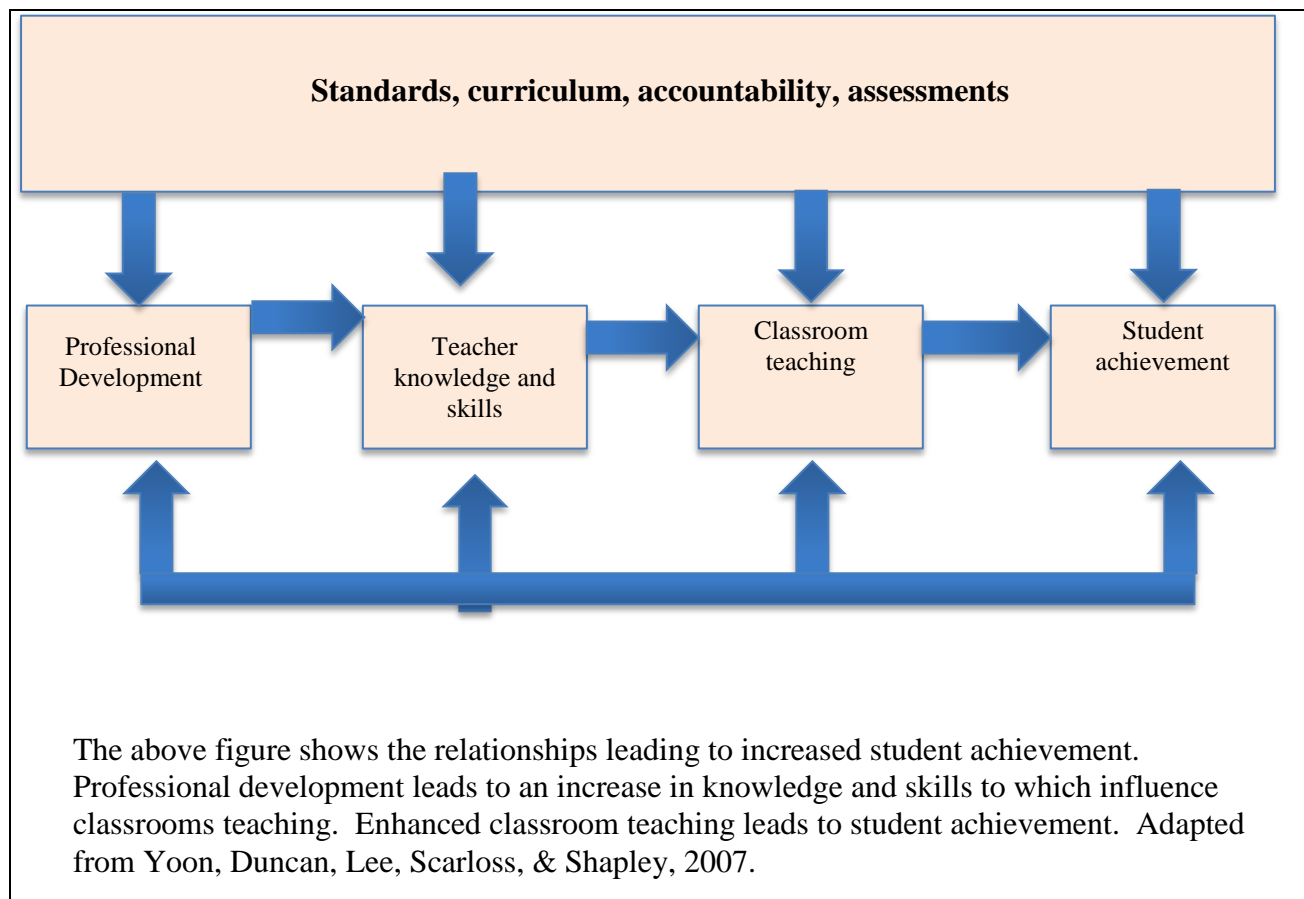 Standards, curriculum, accountability, assessments
Professional
Development
Teacher
knowledge and
skills
Classroom
teaching
Student
achievement
The above figure shows the relationships leading to increased student achievement.
Professional development leads to an increase in knowledge and skills to which influence
classrooms teaching.  Enhanced classroom teaching leads to student achievement.  Adapted
from Yoon, Duncan, Lee, Scarloss, & Shapley, 2007.